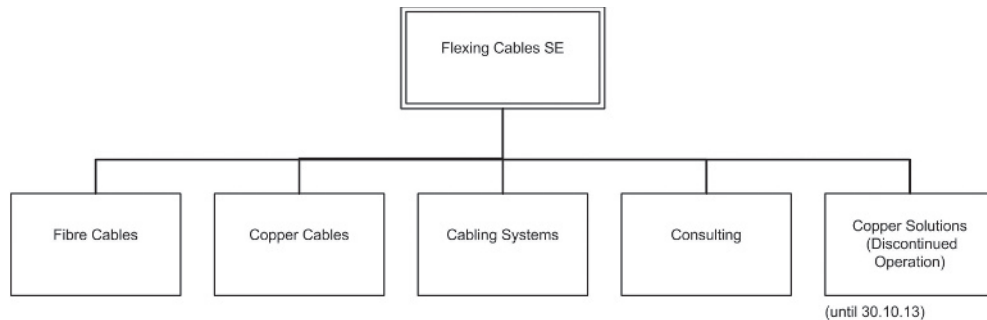 Flexing Cables SE
Fibre Cables
Copper Cables
Cabling Systems
Consulting
Copper Solutions
(Discontinued
Operation)
(until 30.10.13)